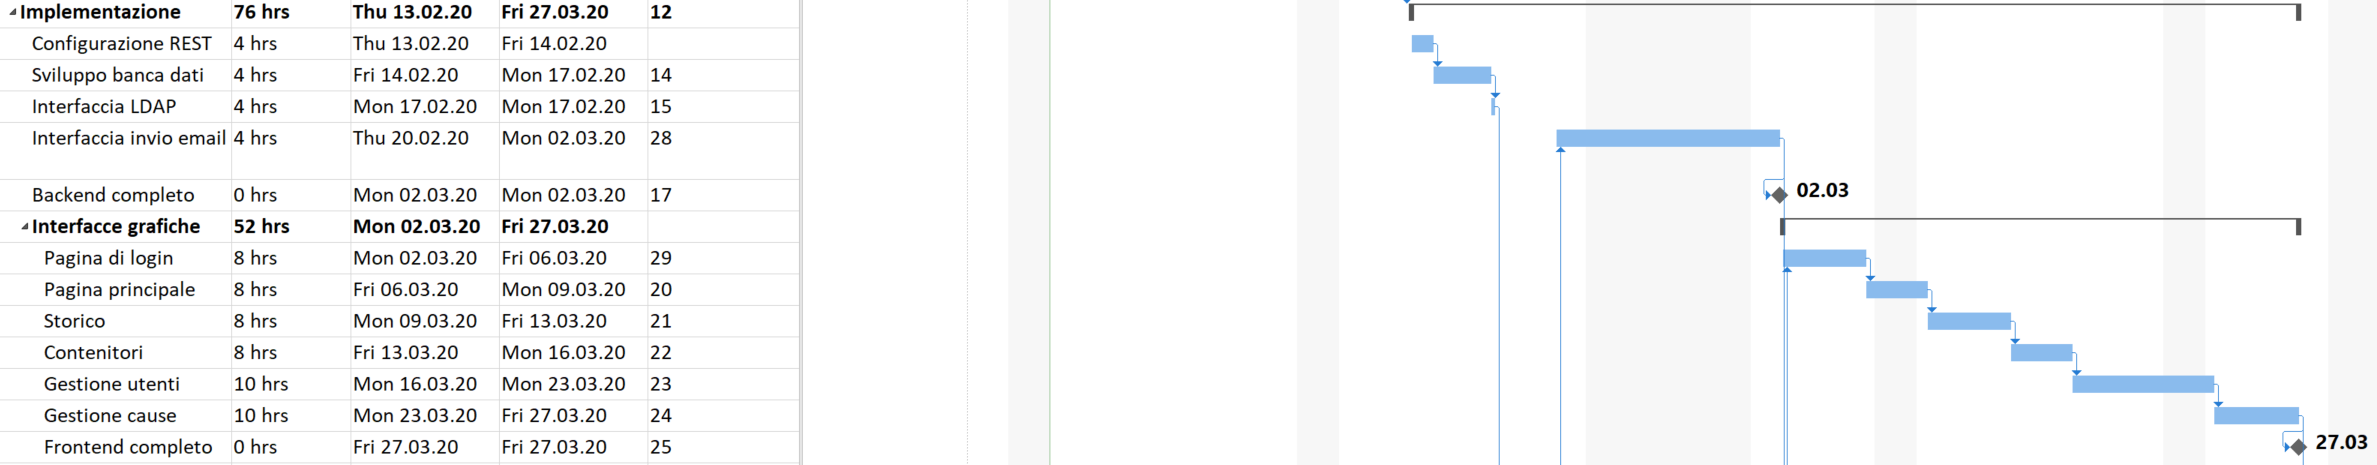 Implementazione 76 hrs Thu 13.02.20 Fri 27.03.20 12
Configurazione REST 4 hrs Thu 13.02.20 Fri 14.02.20
Sviluppo banca dati 4 hrs Fri 14.02.20 Mon 17.02.20 14
Interfaccia LDAP 4 hrs Mon 17.02.20 Mon 17.02.20 15
Interfaccia invio email 4 hrs Thu 20.02.20 Mon 02.03.20 28
Backend completo 0 hrs Mon 02.03.20 Mon 02.03.20 17 02.03
Interfacce grafiche 52 hrs Mon 02.03.20 Fri 27.03.20
Pagina di login 8 hrs Mon 02.03.20 Fri 06.03.20 29
Pagina principale 8 hrs Fri 06.03.20 Mon 09.03.20 20
Storico 8 hrs Mon 09.03.20 Fri 13.03.20 21
Contenitori 8 hrs Fri 13.03.20 Mon 16.03.20 22
Gestione utenti 10 hrs Mon 16.03.20 Mon 23.03.20 23
Gestione cause 10 hrs Mon 23.03.20 Fri 27.03.20 24
Frontend completo 0 hrs Fri 27.03.20 Fri 27.03.20 25 27.03